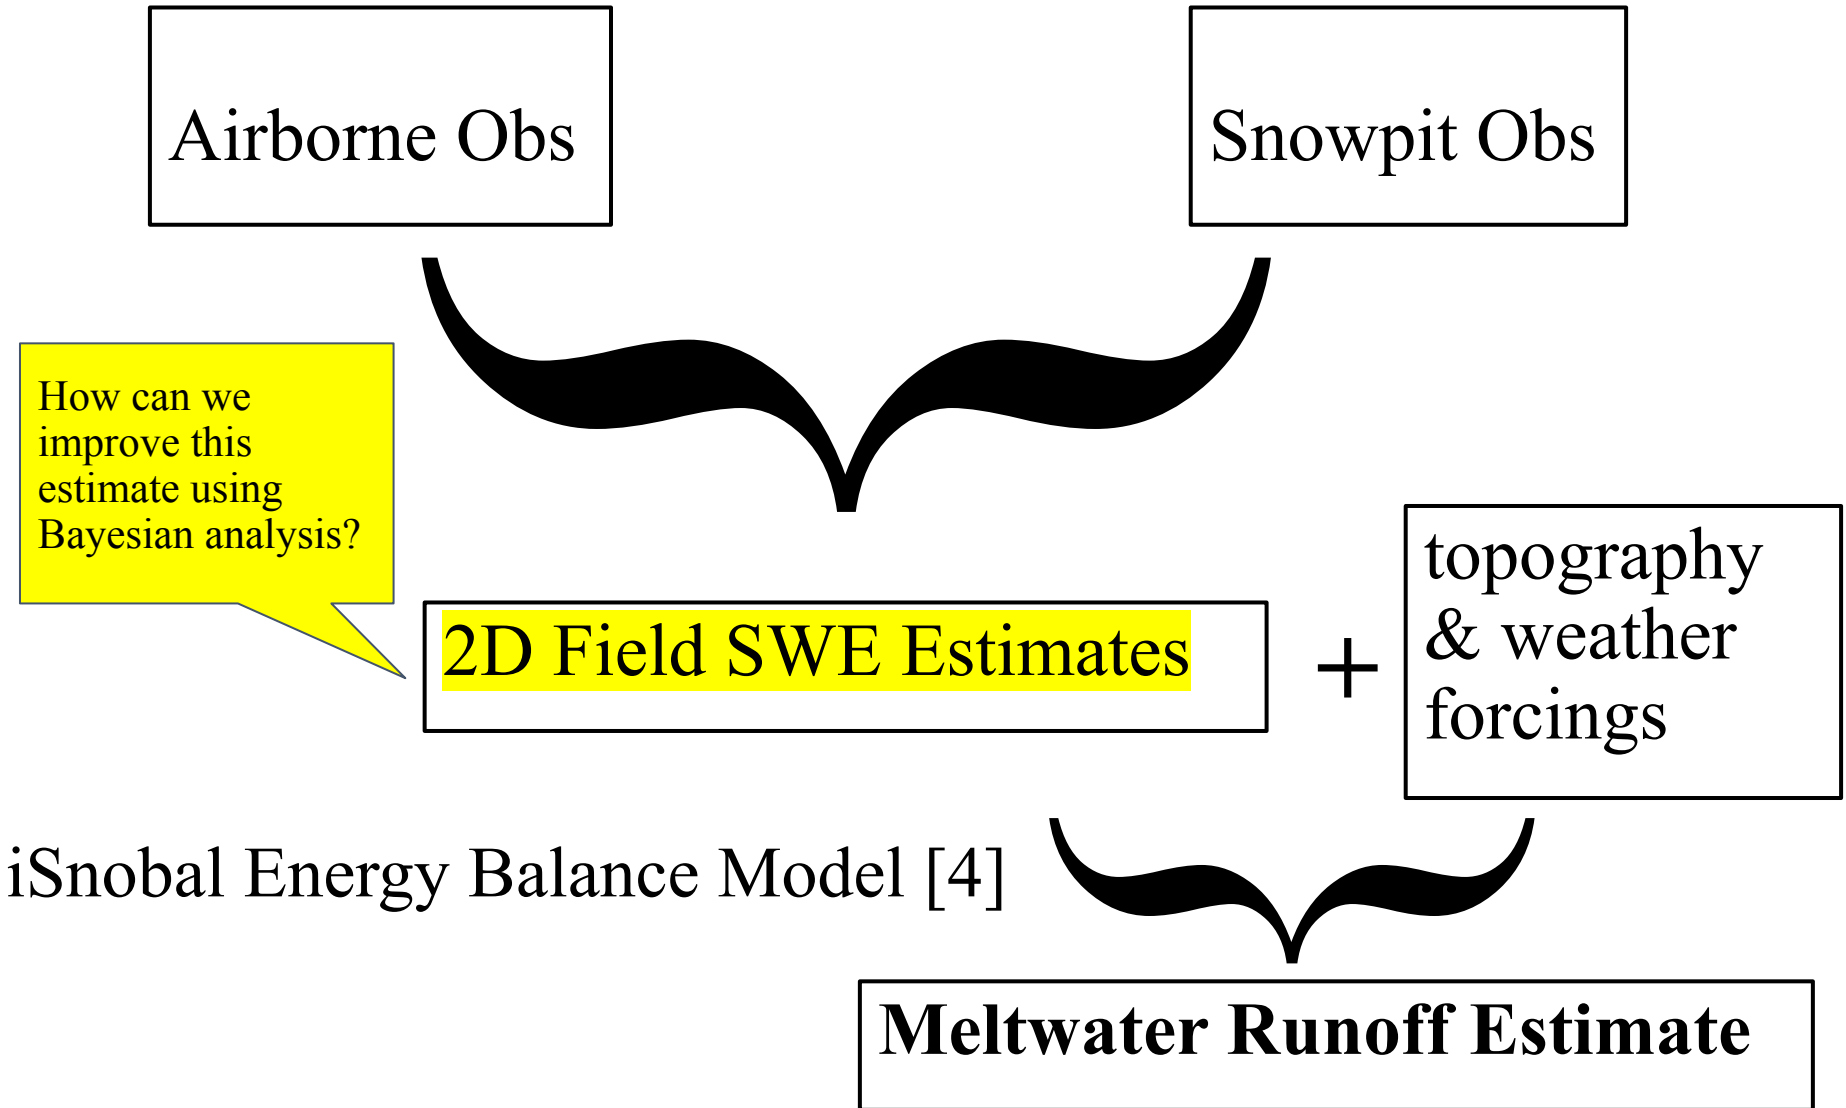 Airborne Obs
Snowpit Obs
How can we
improve this
estimate using
Bayesian analysis?
2D Field SWE Estimates
+
topography
& weather
forcings
iSnobal Energy Balance Model [4]
Meltwater Runoff Estimate